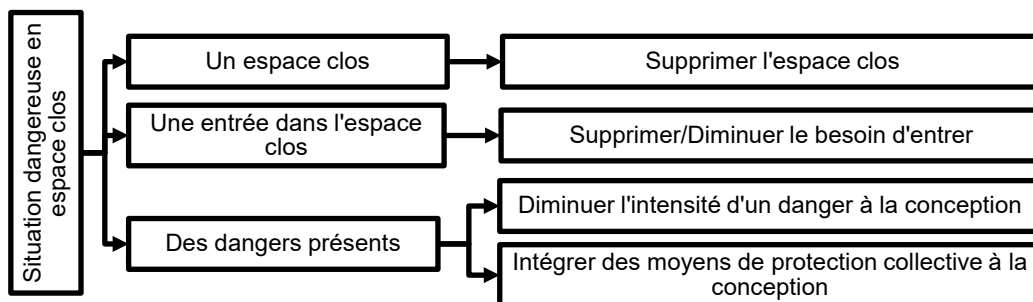 Situation dangereuse en
espace clos
Un espace clos
Supprimer l'espace clos
Une entrée dans l'espace
clos
Supprimer/Diminuer le besoin d'entrer
Des dangers présents
Diminuer l'intensité d'un danger à la conception
Intégrer des moyens de protection collective à la
conception